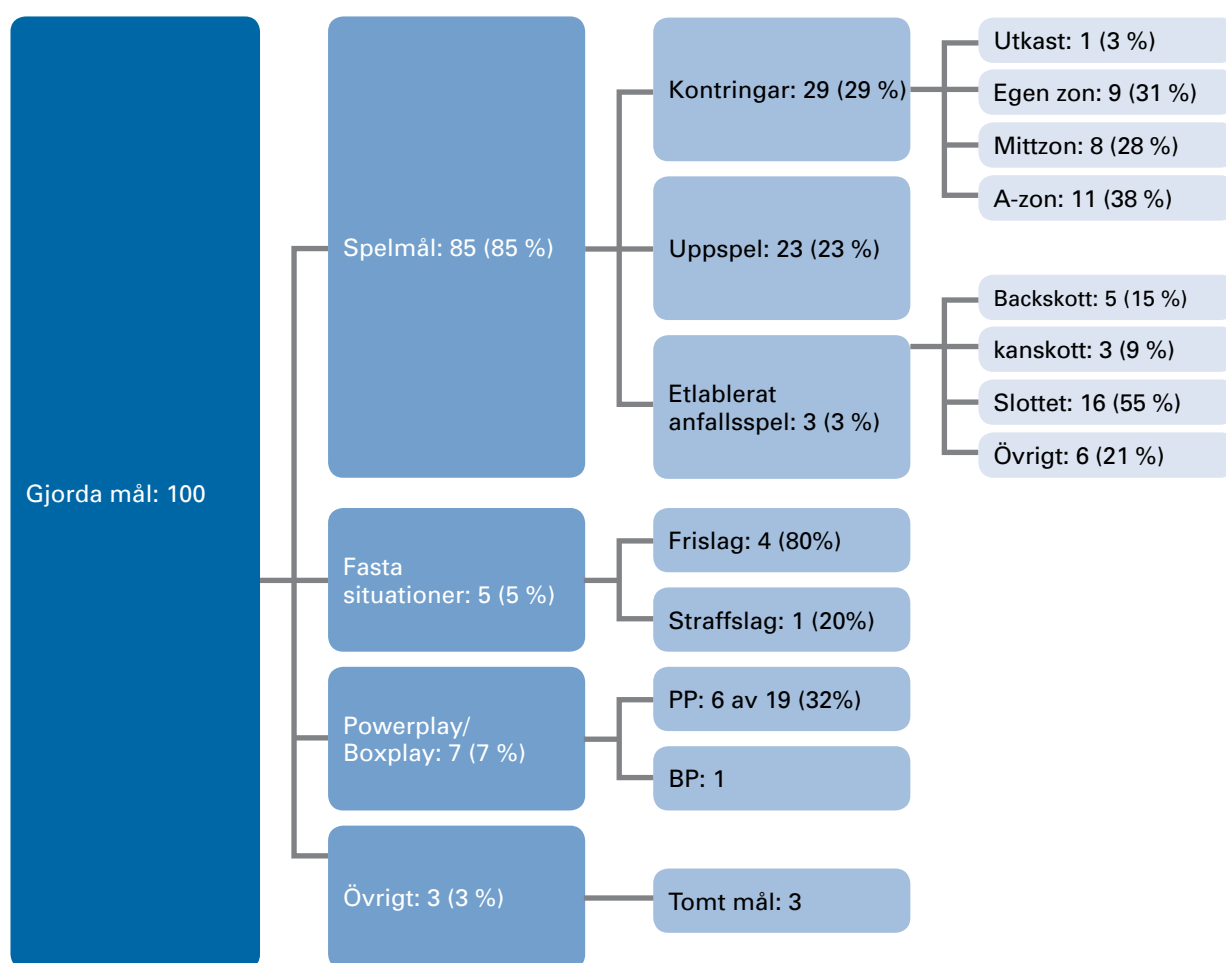 Gjorda mål: 100
Spelmål: 85 (85 %)
Kontringar: 29 (29 %)
Utkast: 1 (3 %)
Egen zon: 9 (31 %)
Mittzon: 8 (28 %)
A-zon: 11 (38 %)
Uppspel: 23 (23 %)
Etlablerat
anfallsspel: 3 (3 %)
Backskott: 5 (15 %)
kanskott: 3 (9 %)
Slottet: 16 (55 %)
Övrigt: 6 (21 %)
Fasta
situationer: 5 (5 %)
Frislag: 4 (80%)
Straffslag: 1 (20%)
Powerplay/
Boxplay: 7 (7 %)
PP: 6 av 19 (32%)
BP: 1
Övrigt: 3 (3 %)
Tomt mål: 3